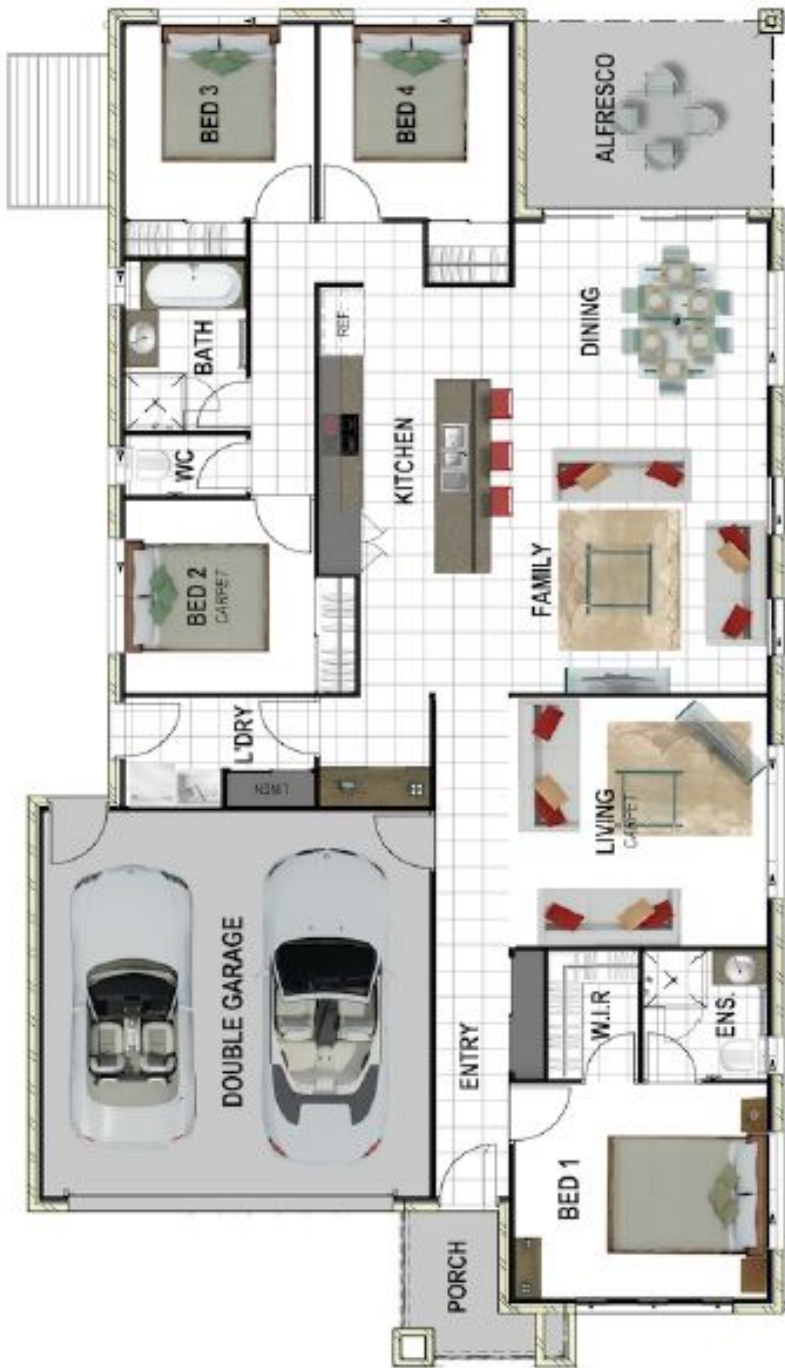 BED 3
BED 4
ALFRESCO
BATH
REF.
DINING
WC
KITCHEN
BED 2
CARPET
FAMILY
L'DRY
LINEN
LIVING
CARPET
DOUBLE GARAGE
ENTRY
W.I.R
ENS.
PORCH
BED 1